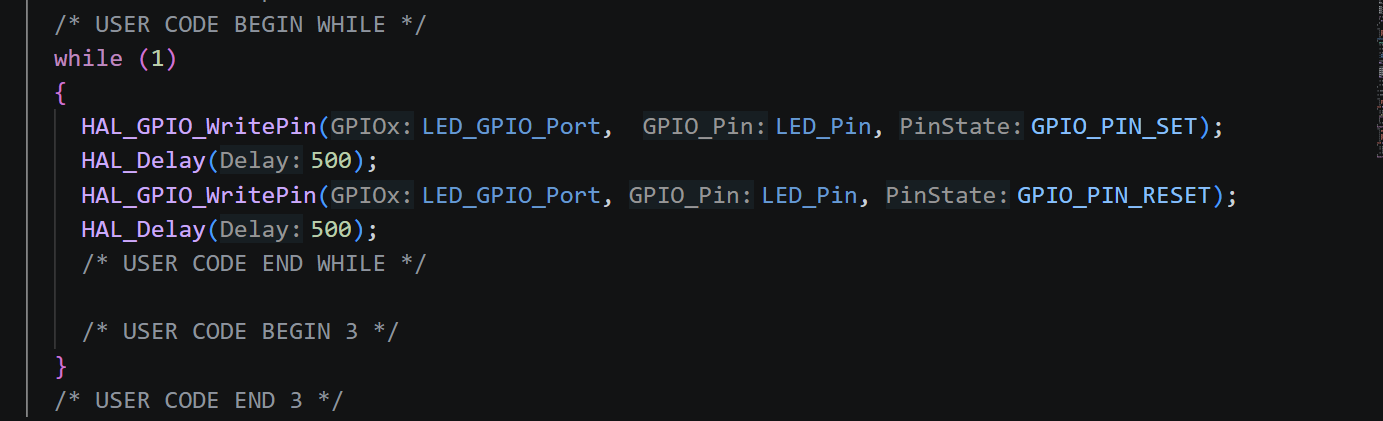 /* USER CODE BEGIN WHILE */
while (1)
{
HAL_GPIO_WritePin(GPIOx: LED_GPIO_Port, GPIO_Pin: LED_Pin, PinState: GPIO_PIN_SET);
HAL_Delay(Delay: 500);
HAL_GPIO_WritePin(GPIOx: LED_GPIO_Port, GPIO_Pin: LED_Pin, PinState: GPIO_PIN_RESET);
HAL_Delay(Delay: 500);
/* USER CODE END WHILE */
/* USER CODE BEGIN 3 */
}
/* USER CODE END 3 */